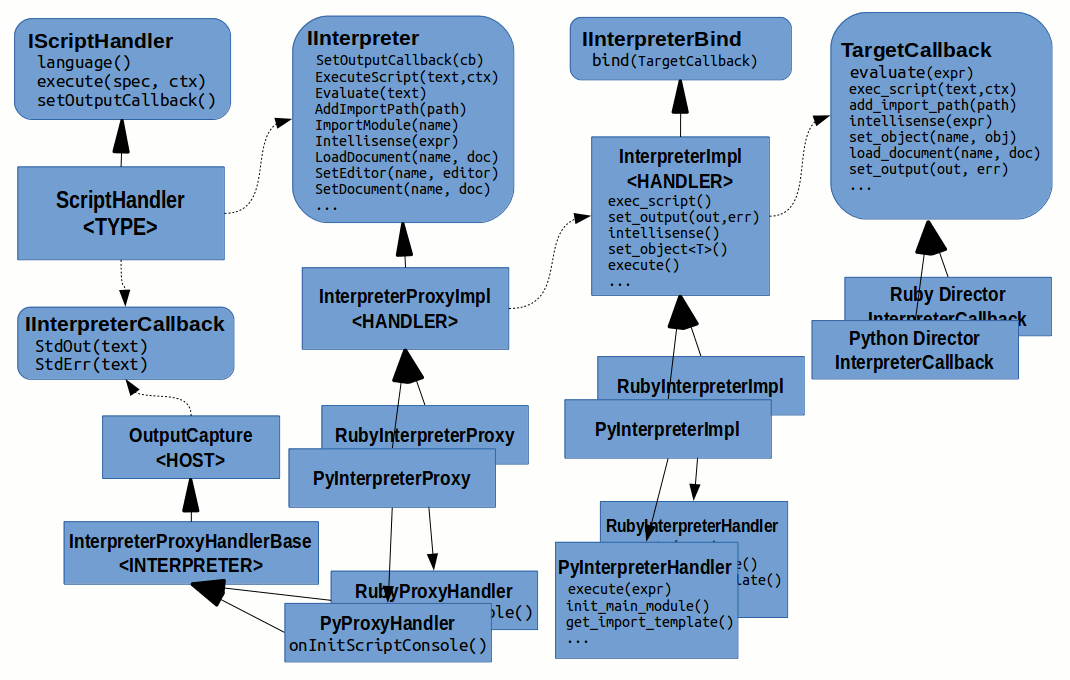 IScriptHandler
language()
execute(spec, ctx)
setOutputCallback()
IInterpreter
SetOutputCallback(cb)
ExecuteScript(text,ctx)
Evaluate(text)
AddImportPath(path)
ImportModule(name)
Intellisense(expr)
LoadDocument(name, doc)
SetEditor(name, editor)
SetDocument(name, doc)
...
IInterpreterBind
bind(TargetCallback)
TargetCallback
evaluate(expr)
exec_script(text,ctx)
add_import_path(path)
intellisense(expr)
set_object(name, obj)
load_document(name, doc)
set_output(out, err)
...
ScriptHandler
<TYPE>
InterpreterImpl
<HANDLER>
exec_script()
set_output(out,err)
intellisense()
set_object<T>()
execute()
...
InterpreterProxyImpl
<HANDLER>
Ruby Director
InterpreterCallback
Python Director
InterpreterCallback
IInterpreterCallback
StdOut(text)
StdErr(text)
RubyInterpreterImpl
PyInterpreterImpl
OutputCapture
<HOST>
RubyInterpreterProxy
PyInterpreterProxy
InterpreterProxyHandlerBase
<INTERPRETER>
RubyInterpreterHandler
e()
late()
PyInterpreterHandler
execute(expr)
init_main_module()
get_import_template()
...
RubyProxyHandler
ole()
PyProxyHandler
onInitScriptConsole()